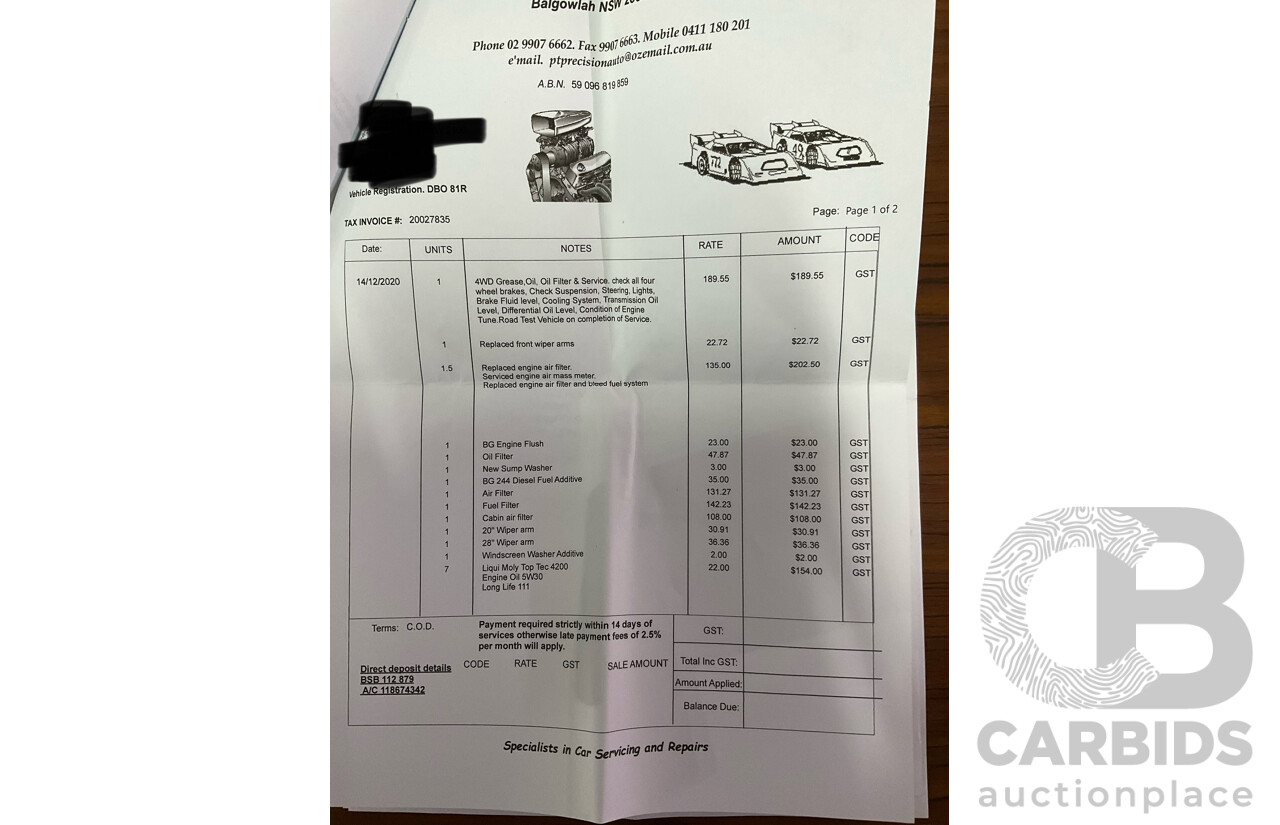 Balgowlah NSW
Phone 02 9907 6662. Fax 9907 6663. Mobile 0411 180 201
e'mail. ptprecisionauto@ozemail.com.au
A.B.N. 59 096 819 859
772
49
Vehicle Registration. DBO 81R
TAX INVOICE #: 20027835
Page: Page 1 of 2
Date: UNITS NOTES RATE AMOUNT CODE
14/12/2020 1 4WD Grease,Oil, Oil Filter & Service. check all four 189.55 $189.55 GST
wheel brakes, Check Suspension, Steering, Lights,
Brake Fluid level, Cooling System, Transmission Oil
Level, Differential Oil Level, Condition of Engine
Tune.Road Test Vehicle on completion of Service.
1 Replaced front wiper arms 22.72 $22.72 GST
1.5 Replaced engine air filter. 135.00 $202.50 GST
Serviced engine air mass meter.
Replaced engine air filter and bleed fuel system
1 BG Engine Flush 23.00 $23.00 GST
1 Oil Filter 47.87 $47.87 GST
1 New Sump Washer 3.00 $3.00 GST
1 BG 244 Diesel Fuel Additive 35.00 $35.00 GST
1 Air Filter 131.27 $131.27 GST
1 Fuel Filter 142.23 $142.23 GST
1 Cabin air filter 108.00 $108.00 GST
1 20" Wiper arm 30.91 $30.91 GST
1 28" Wiper arm 36.36 $36.36 GST
1 Windscreen Washer Additive 2.00 $2.00 GST
7 Liqui Moly Top Tec 4200 22.00 $154.00 GST
Engine Oil 5W30
Long Life 111
Terms: C.O.D.
Payment required strictly within 14 days of
services otherwise late payment fees of 2.5%
per month will apply.
GST:
Direct deposit details CODE RATE GST SALE AMOUNT Total Inc GST:
BSB 112 879
A/C 118674342
Amount Applied:
Balance Due:
Specialists in Car Servicing and Repairs
CB
CARBIDS
auctionplace